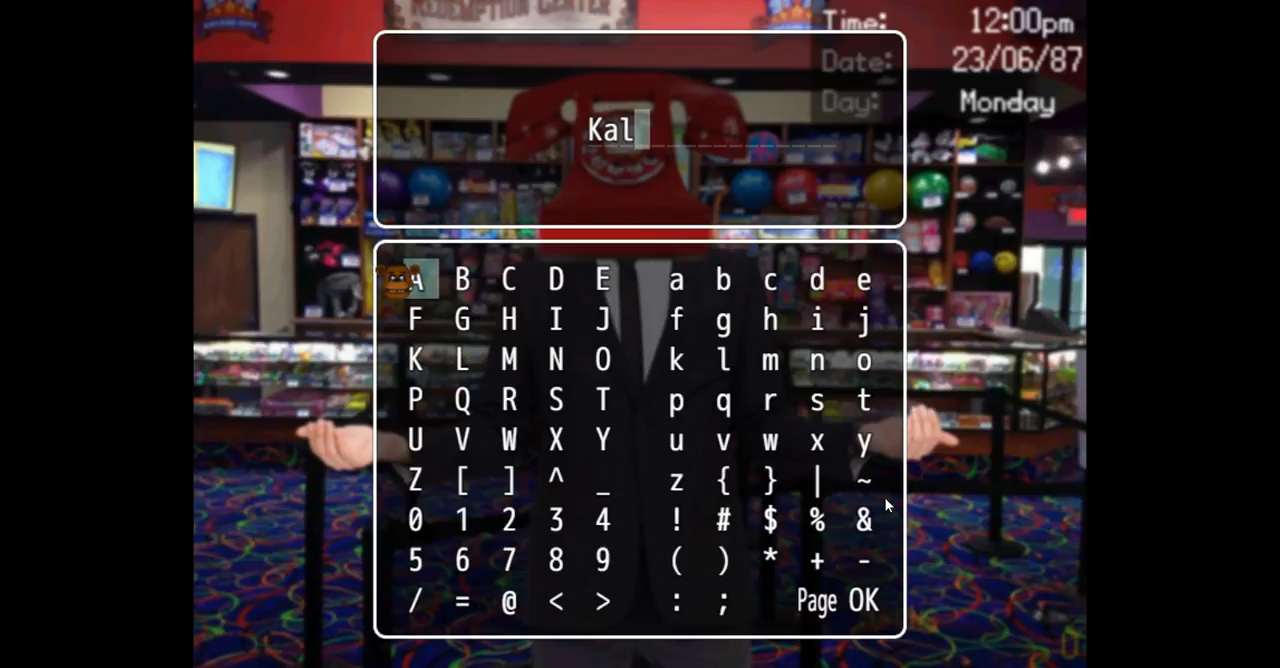 REDEMPTION CENTER
Time: 12:00pm
Date: 23/06/87
Day: Monday
Kal
A B C D E a b c d e
F G H I J f g h i j
K L M N O k l m n o
P Q R S T p q r s t
U V W X Y u v w x y
Z [ ] ^ _ z { } | ~
0 1 2 3 4 ! # $ % &
5 6 7 8 9 ( ) * + -
/ = @ < > : ; Page OK